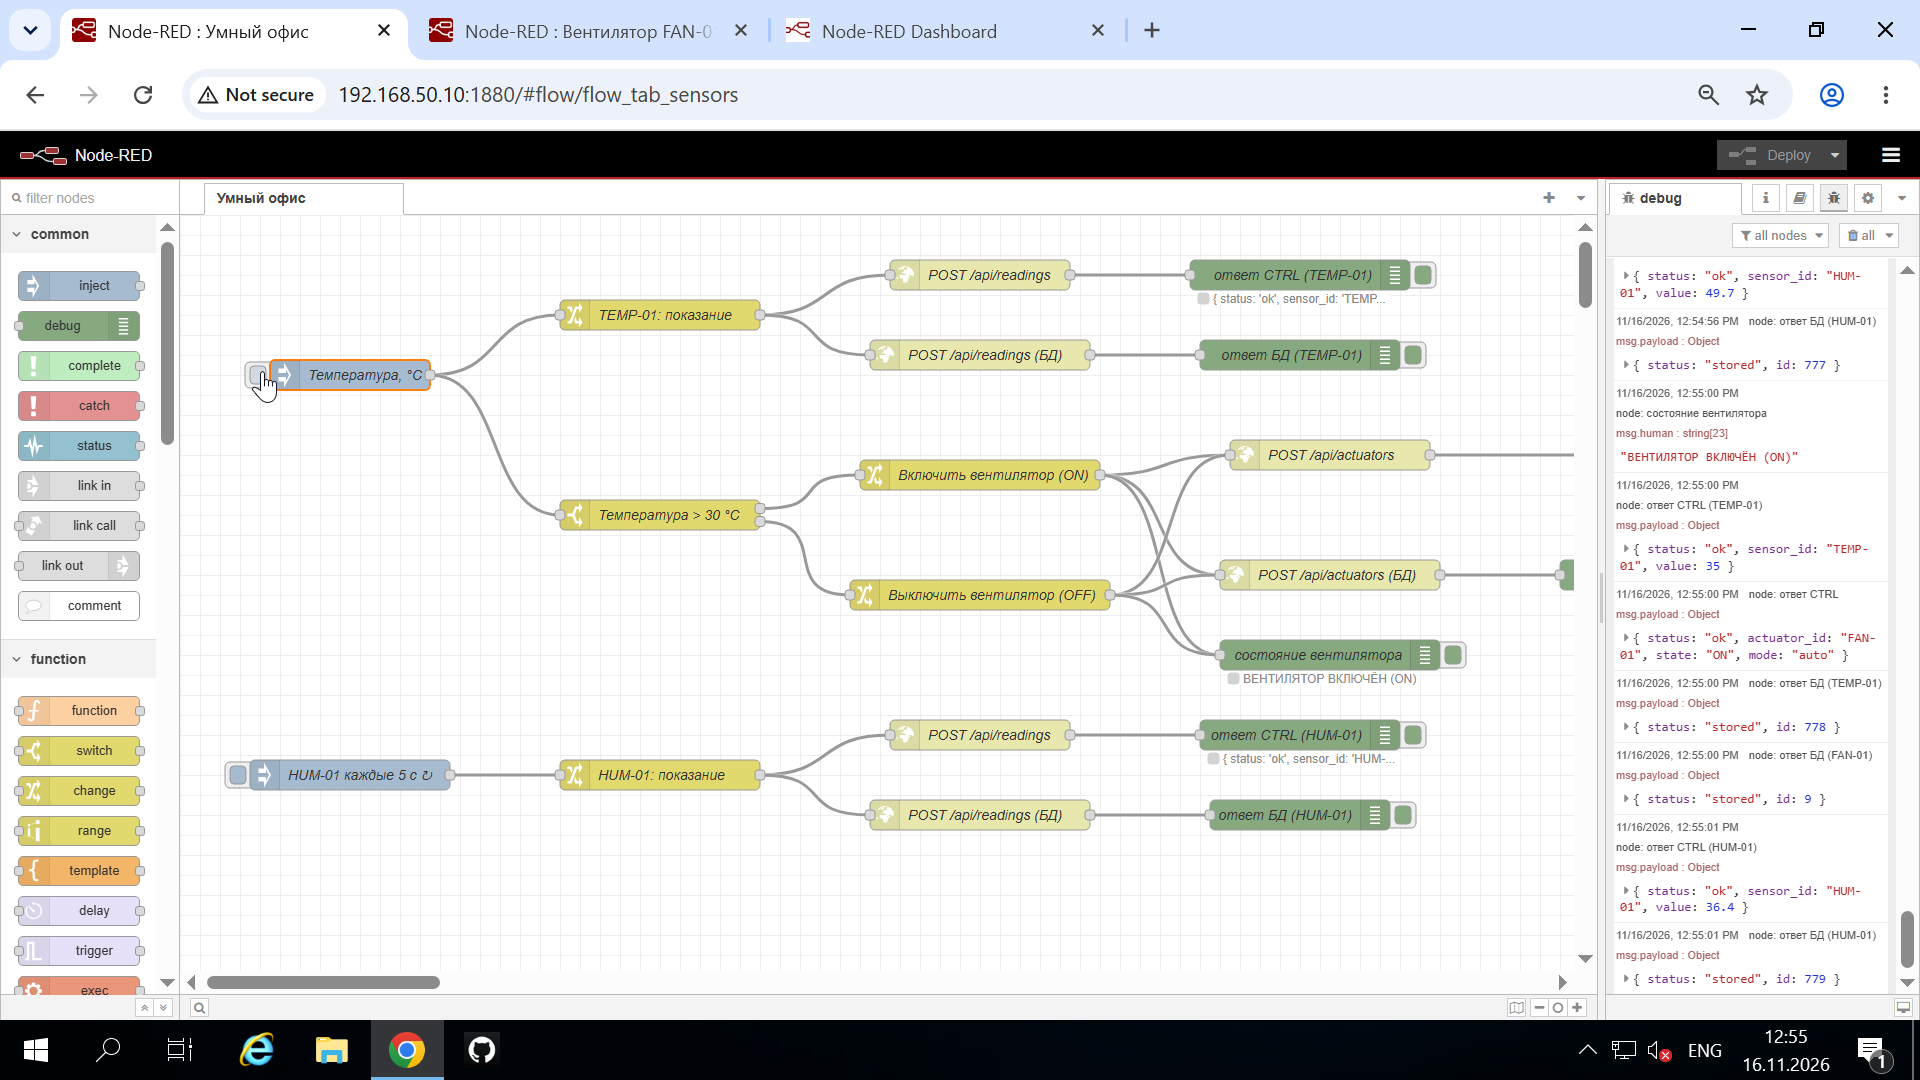 Node-RED : Умный офис
Node-RED : Вентилятор FAN-0
Node-RED Dashboard
Not secure
192.168.50.10:1880/#flow/flow_tab_sensors
Node-RED
Deploy
filter nodes
common
inject
debug
complete
catch
status
link in
link call
link out
comment
function
function
switch
change
range
template
delay
trigger
exec
Умный офис
Температура, °C
TEMP-01: показание
POST /api/readings
ответ CTRL (TEMP-01)
{ status: 'ok', sensor_id: 'TEMP...
POST /api/readings (БД)
ответ БД (TEMP-01)
Температура > 30 °C
Включить вентилятор (ON)
Выключить вентилятор (OFF)
POST /api/actuators
POST /api/actuators (БД)
состояние вентилятора
ВЕНТИЛЯТОР ВКЛЮЧЁН (ON)
HUM-01 каждые 5 с ↻
HUM-01: показание
POST /api/readings
ответ CTRL (HUM-01)
{ status: 'ok', sensor_id: 'HUM-...
POST /api/readings (БД)
ответ БД (HUM-01)
debug
all nodes
all
{ status: "ok", sensor_id: "HUM-
01", value: 49.7 }
11/16/2026, 12:54:56 PM node: ответ БД (HUM-01)
msg.payload : Object
{ status: "stored", id: 777 }
11/16/2026, 12:55:00 PM
node: состояние вентилятора
msg.human : string[23]
"ВЕНТИЛЯТОР ВКЛЮЧЁН (ON)"
11/16/2026, 12:55:00 PM
node: ответ CTRL (TEMP-01)
msg.payload : Object
{ status: "ok", sensor_id: "TEMP-
01", value: 35 }
11/16/2026, 12:55:00 PM node: ответ CTRL
msg.payload : Object
{ status: "ok", actuator_id: "FAN-
01", state: "ON", mode: "auto" }
11/16/2026, 12:55:00 PM node: ответ БД (TEMP-01)
msg.payload : Object
{ status: "stored", id: 778 }
11/16/2026, 12:55:00 PM node: ответ БД (FAN-01)
msg.payload : Object
{ status: "stored", id: 9 }
11/16/2026, 12:55:01 PM
node: ответ CTRL (HUM-01)
msg.payload : Object
{ status: "ok", sensor_id: "HUM-
01", value: 36.4 }
11/16/2026, 12:55:01 PM node: ответ БД (HUM-01)
msg.payload : Object
{ status: "stored", id: 779 }
ENG
12:55
16.11.2026
1